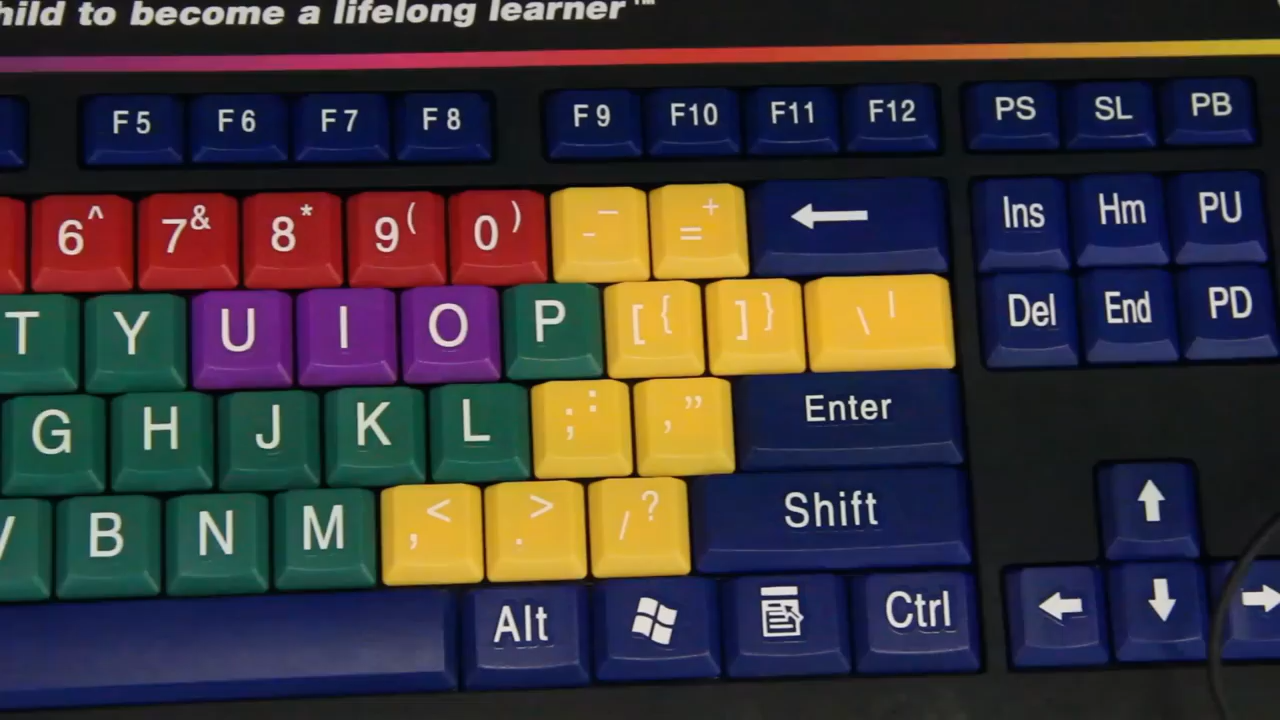 hild to become a lifelong learner™
F5 F6 F7 F8 F9 F10 F11 F12 PS SL PB
6^ 7& 8* 9( 0) -_ =+ ← Ins Hm PU
T Y U I O P [{ ]} \| Del End PD
G H J K L ;: ,” Enter
V B N M ,< .> /? Shift ↑
Alt Ctrl ← ↓ →